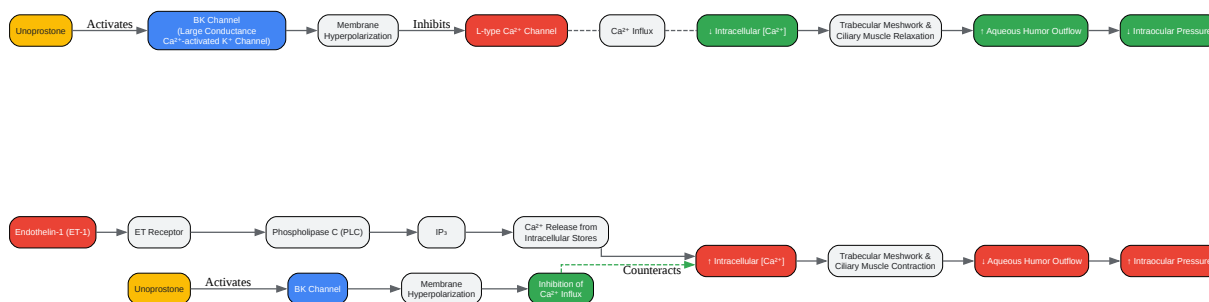 Unoprostone
Activates
BK Channel
(Large Conductance
Ca²⁺-activated K⁺ Channel)
Membrane
Hyperpolarization
Inhibits
L-type Ca²⁺ Channel
Ca²⁺ Influx
↓ Intracellular [Ca²⁺]
Trabecular Meshwork &
Ciliary Muscle Relaxation
↑ Aqueous Humor Outflow
↓ Intraocular Pressure
Endothelin-1 (ET-1)
ET Receptor
Phospholipase C (PLC)
IP₃
Ca²⁺ Release from
Intracellular Stores
Unoprostone
Activates
BK Channel
Membrane
Hyperpolarization
Inhibition of
Ca²⁺ Influx
Counteracts
↑ Intracellular [Ca²⁺]
Trabecular Meshwork &
Ciliary Muscle Contraction
↓ Aqueous Humor Outflow
↑ Intraocular Pressure